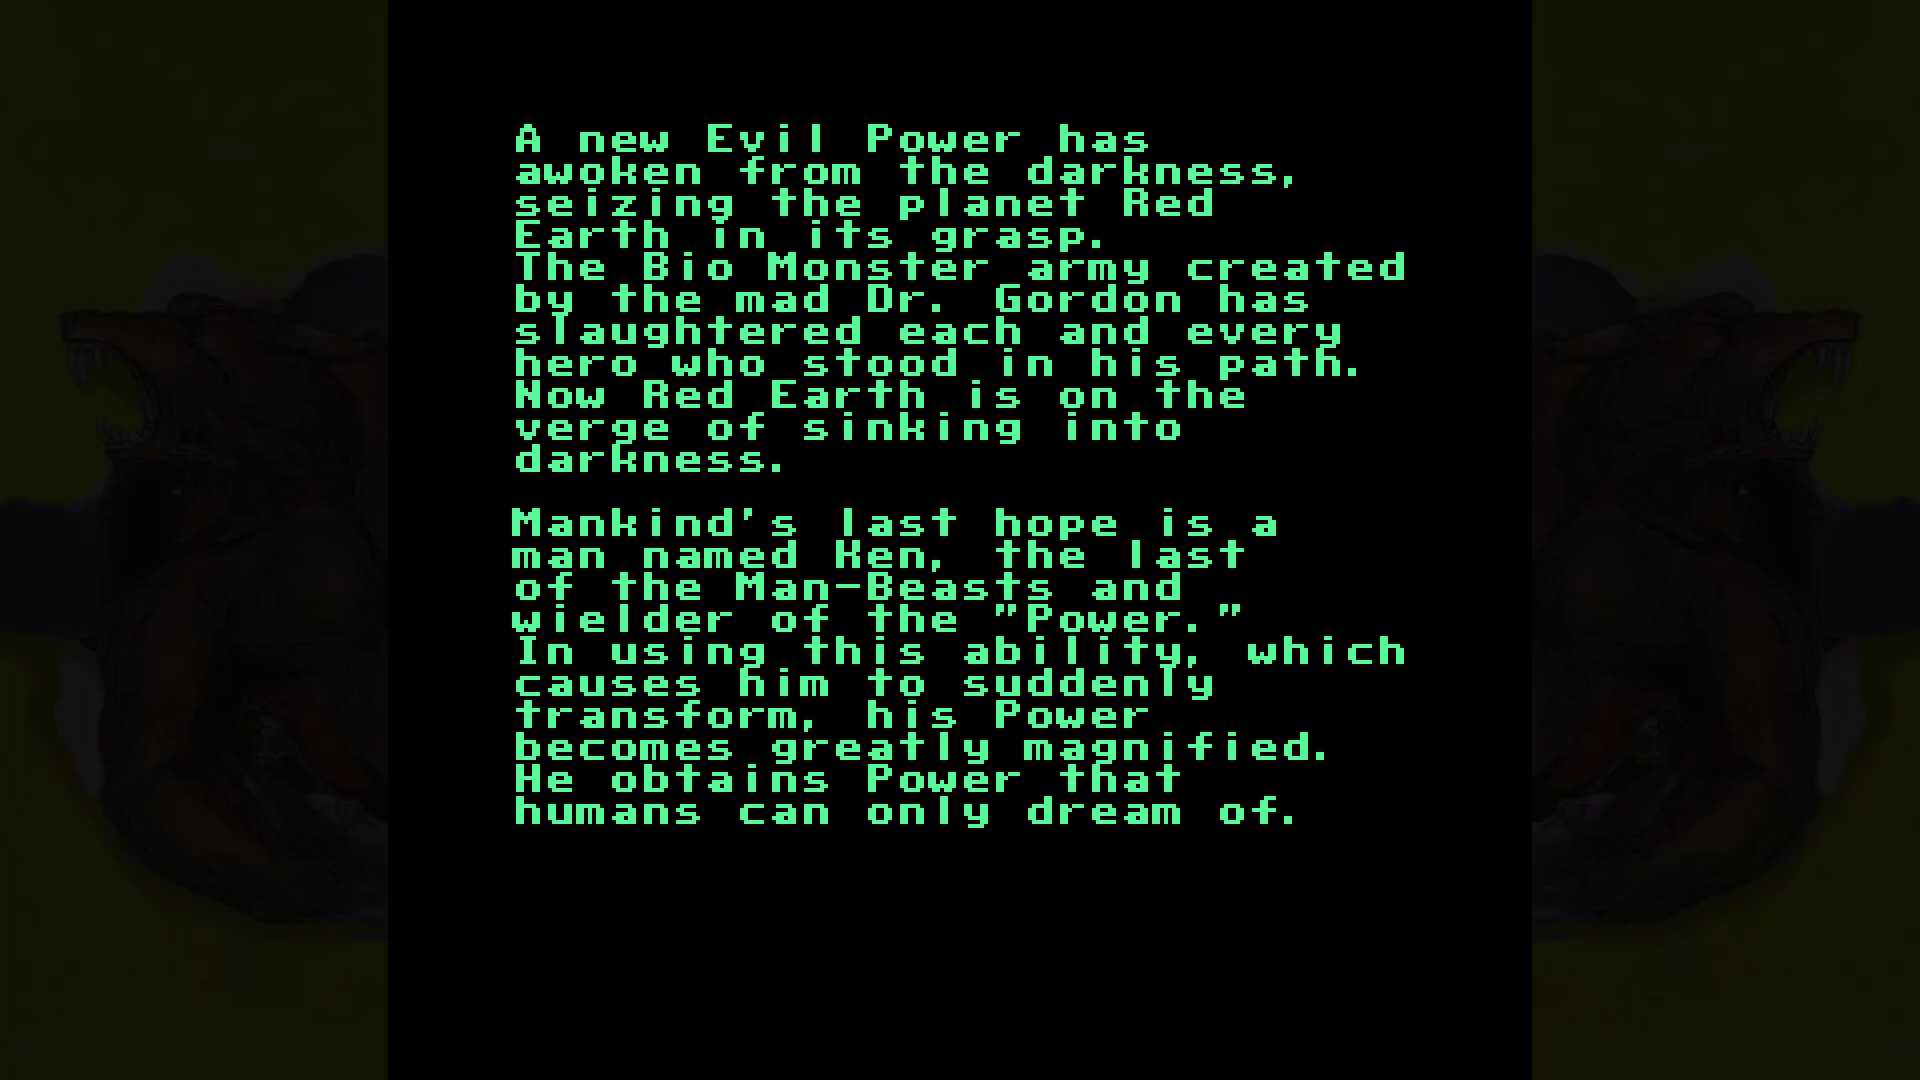 A new Evil Power has
awoken from the darkness,
seizing the planet Red
Earth in its grasp.
The Bio Monster army created
by the mad Dr. Gordon has
slaughtered each and every
hero who stood in his path.
Now Red Earth is on the
verge of sinking into
darkness.
Mankind's last hope is a
man named Ken, the last
of the Man-Beasts and
wielder of the "Power."
In using this ability, which
causes him to suddenly
transform, his Power
becomes greatly magnified.
He obtains Power that
humans can only dream of.